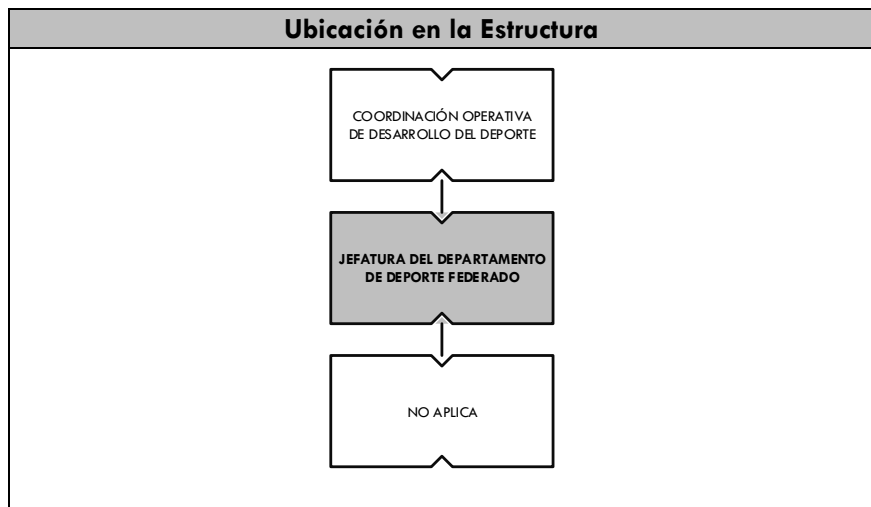 Ubicación en la Estructura
COORDINACIÓN OPERATIVA
DE DESARROLLO DEL DEPORTE
JEFATURA DEL DEPARTAMENTO
DE DEPORTE FEDERADO
NO APLICA